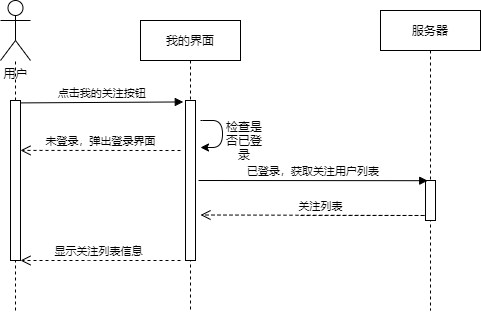 我的界面
服务器
用户
点击我的关注按钮
检查是
否已登
录
未登录，弹出登录界面
已登录，获取关注用户列表
关注列表
显示关注列表信息